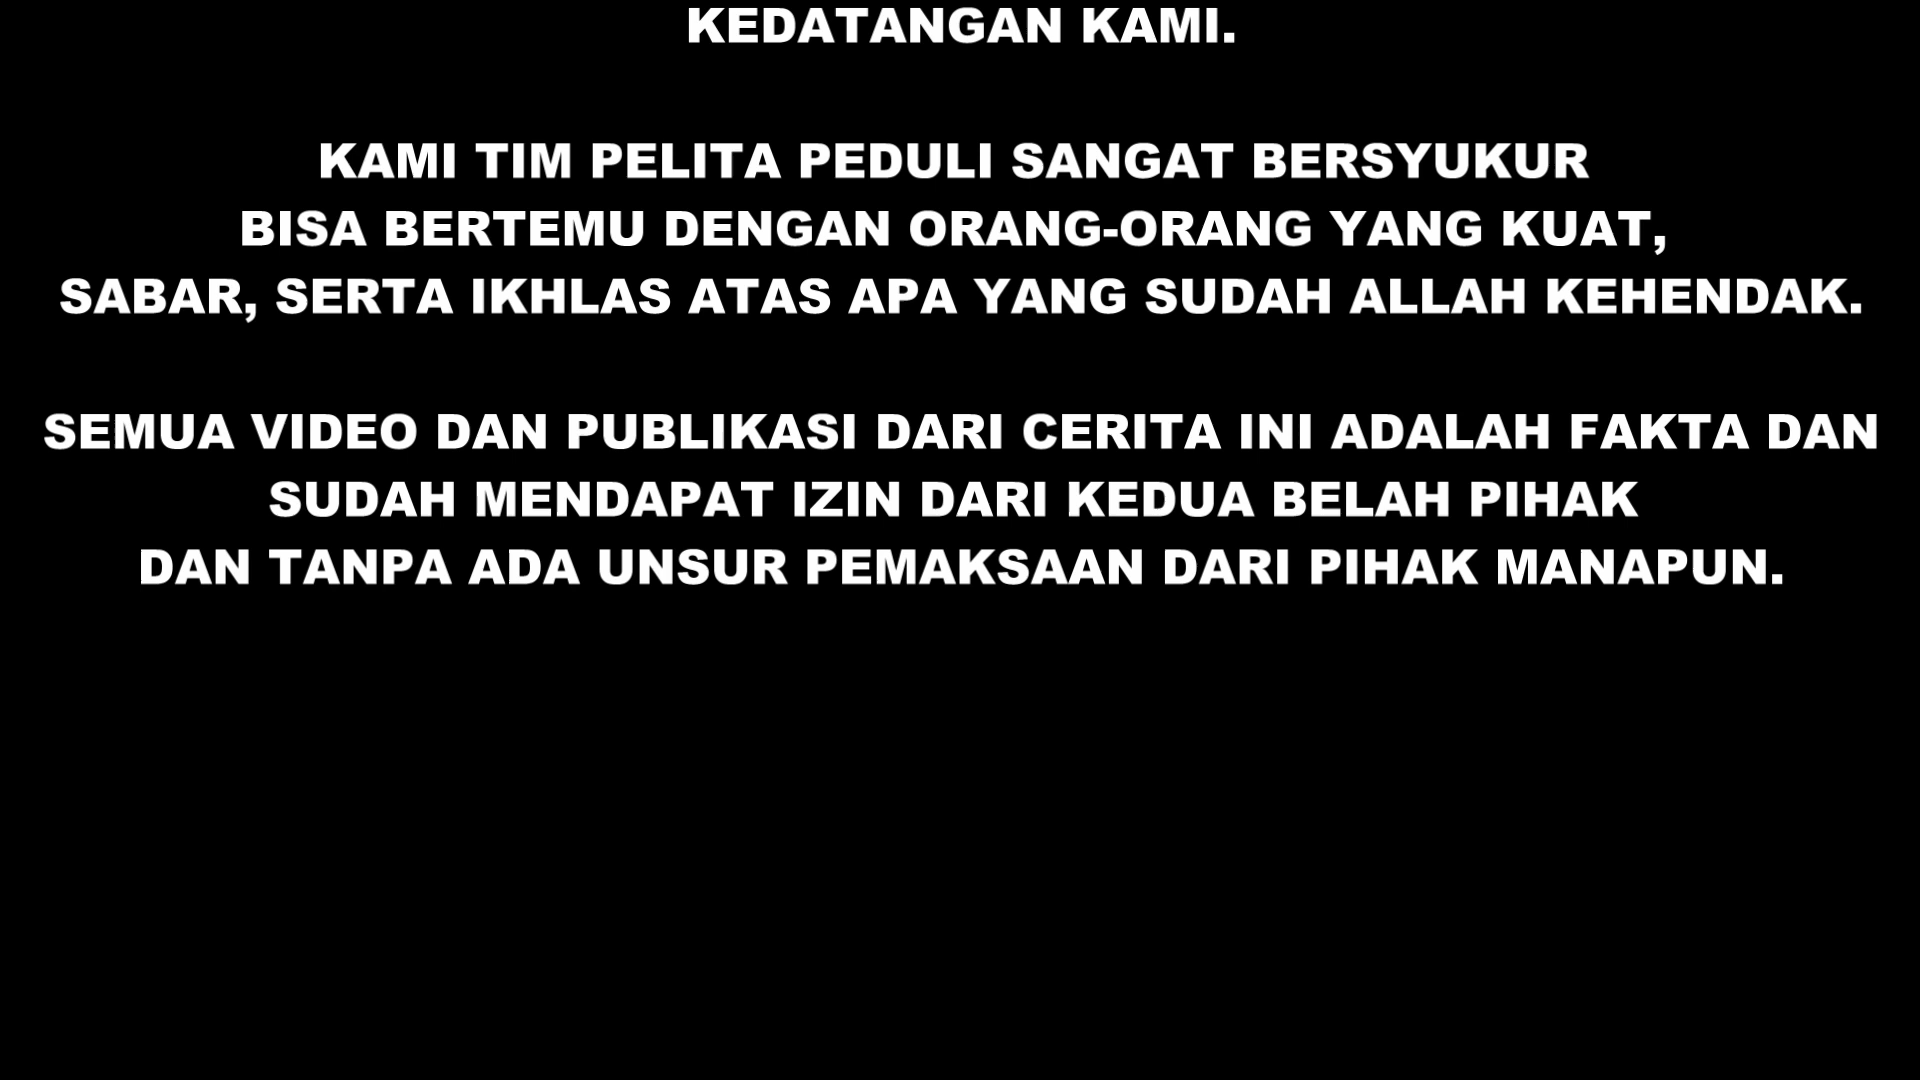 KEDATANGAN KAMI.
KAMI TIM PELITA PEDULI SANGAT BERSYUKUR
BISA BERTEMU DENGAN ORANG-ORANG YANG KUAT,
SABAR, SERTA IKHLAS ATAS APA YANG SUDAH ALLAH KEHENDAK.
SEMUA VIDEO DAN PUBLIKASI DARI CERITA INI ADALAH FAKTA DAN
SUDAH MENDAPAT IZIN DARI KEDUA BELAH PIHAK
DAN TANPA ADA UNSUR PEMAKSAAN DARI PIHAK MANAPUN.